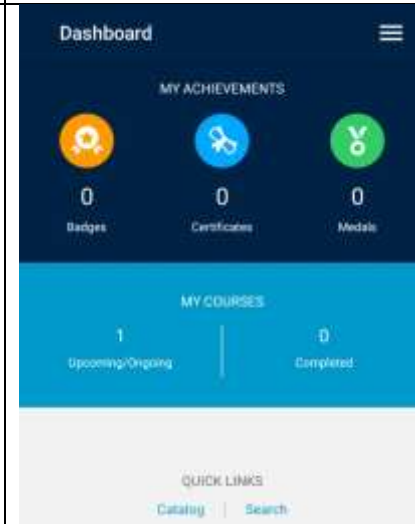 Dashboard
MY ACHIEVEMENTS
0 0 0
Badges Certificates Medals
MY COURSES
1 0
Upcoming/Ongoing Completed
QUICK LINKS
Catalog | Search